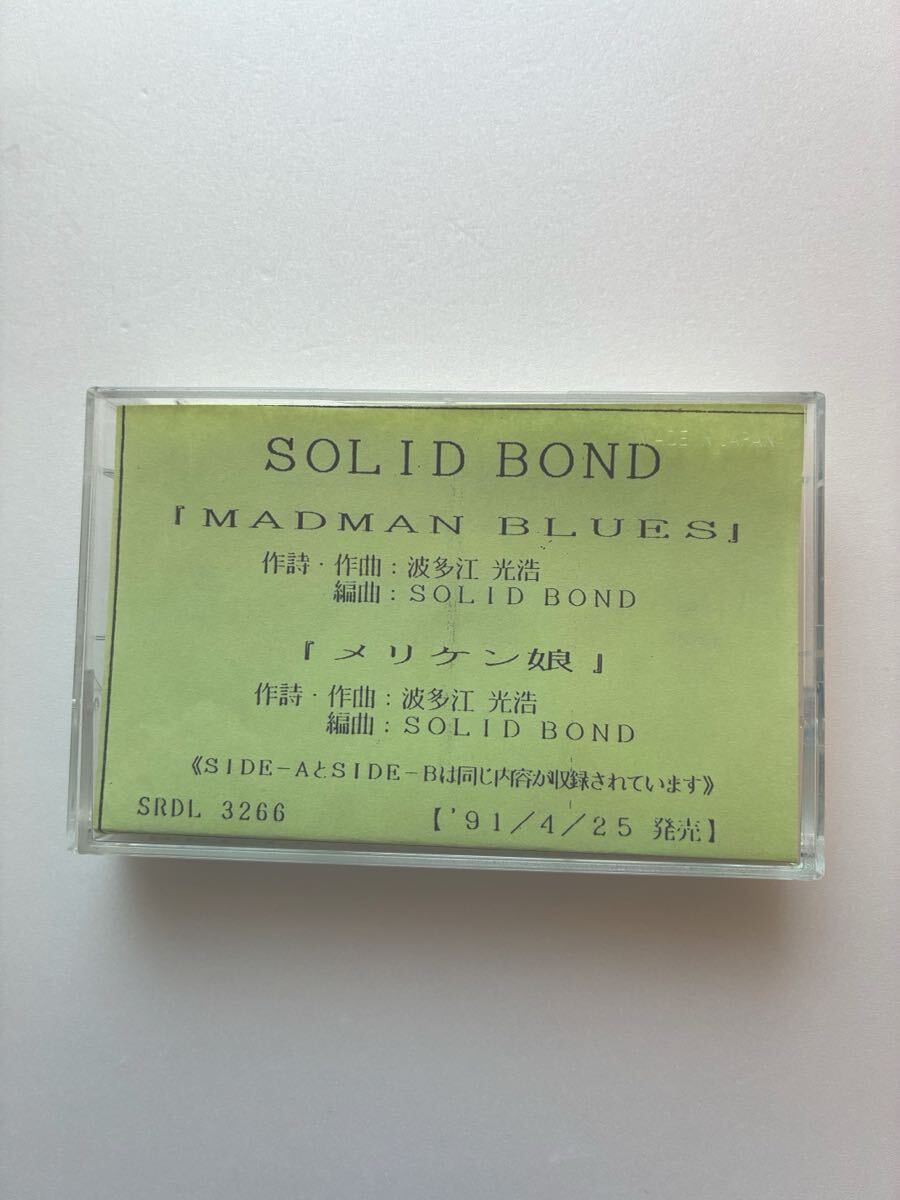 MADE IN JAPAN
SOLID BOND
『MADMAN BLUES』
作詩・作曲：波多江 光浩
編曲：SOLID BOND
『メリケン娘』
作詩・作曲：波多江 光浩
編曲：SOLID BOND
《SIDE-AとSIDE-Bは同じ内容が収録されています》
SRDL 3266 【'91/4/25 発売】